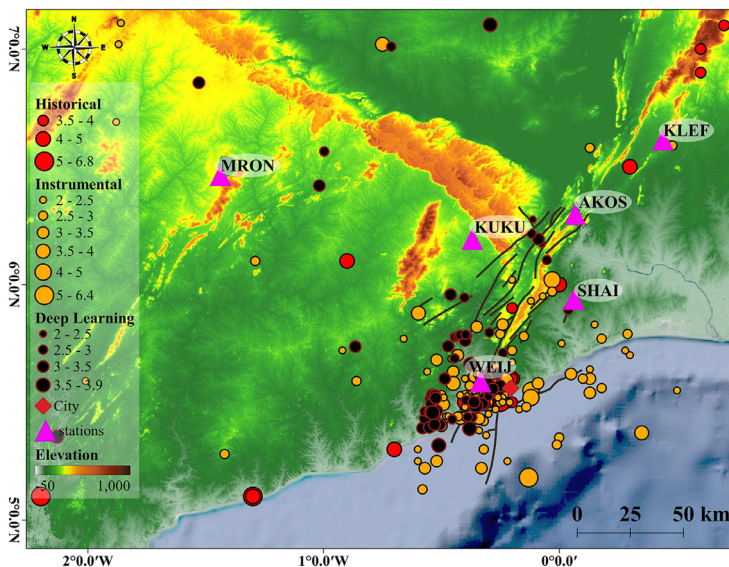 N
W E
S
7°0.0'N
6°0.0'N
5°0.0'N
Historical
3.5 - 4
4 - 5
5 - 6.8
Instrumental
2 - 2.5
2.5 - 3
3 - 3.5
3.5 - 4
4 - 5
5 - 6.4
Deep Learning
2 - 2.5
2.5 - 3
3 - 3.5
3.5 - 3.9
City
stations
Elevation
-50 1,000
MRON
KLEF
AKOS
KUKU
SHAI
WEIJ
0 25 50 km
2°0.0'W 1°0.0'W 0°0.0'